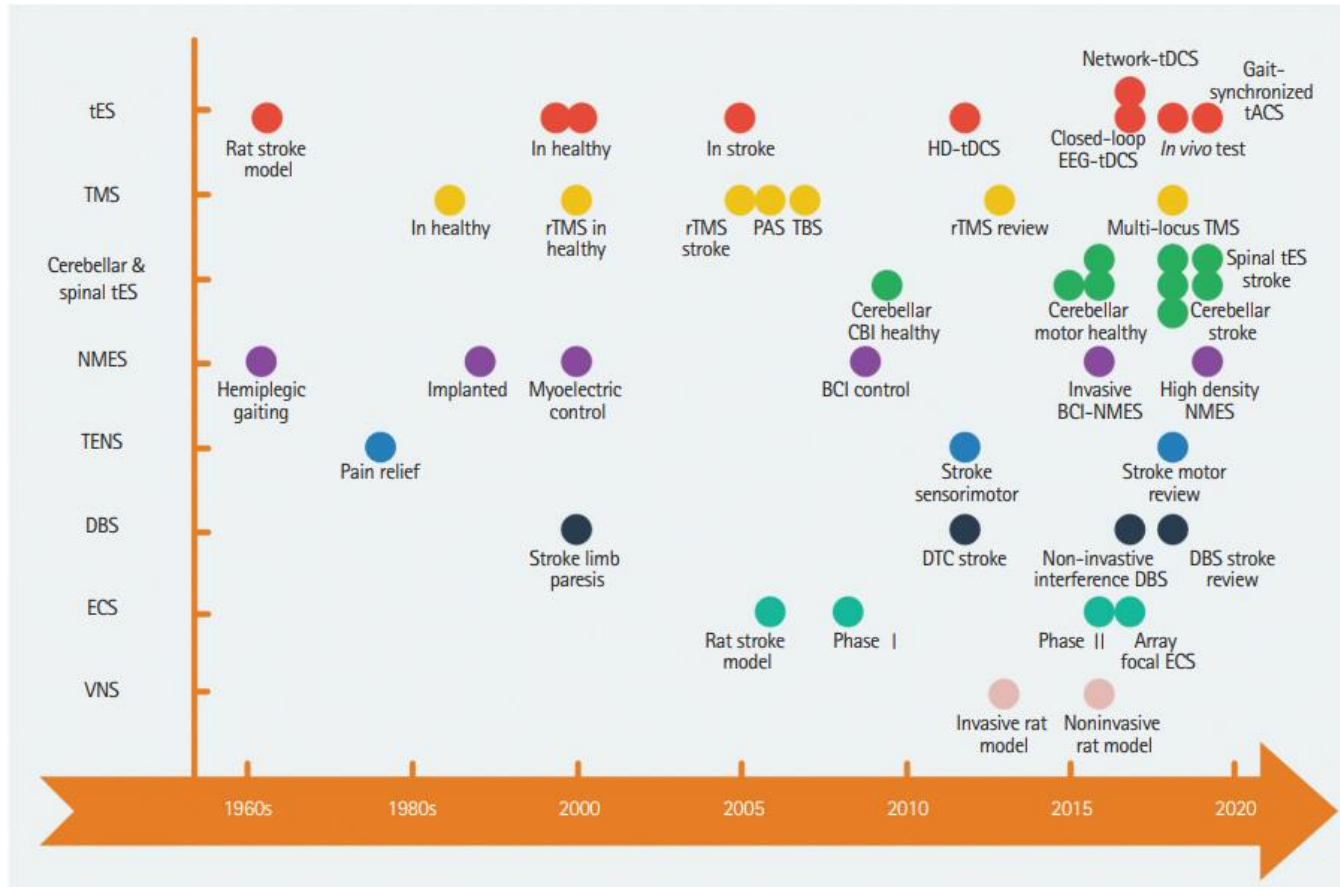 tES
Network-tDCS
Gait-
synchronized
tACS
Rat stroke
model
In healthy
In stroke
HD-tDCS
Closed-loop
EEG-tDCS
In vivo test
TMS
In healthy
rTMS in
healthy
rTMS
stroke
PAS
TBS
rTMS review
Multi-locus TMS
Cerebellar &
spinal tES
Cerebellar
CBI healthy
Cerebellar
motor healthy
Spinal tES
stroke
Cerebellar
stroke
NMES
Hemiplegic
gaiting
Implanted
Myoelectric
control
BCI control
Invasive
BCI-NMES
High density
NMES
TENS
Pain relief
Stroke
sensorimotor
Stroke motor
review
DBS
Stroke limb
paresis
DTC stroke
Non-invastive
interference DBS
DBS stroke
review
ECS
Rat stroke
model
Phase I
Phase II
Array
focal ECS
VNS
Invasive rat
model
Noninvasive
rat model
1960s
1980s
2000
2005
2010
2015
2020